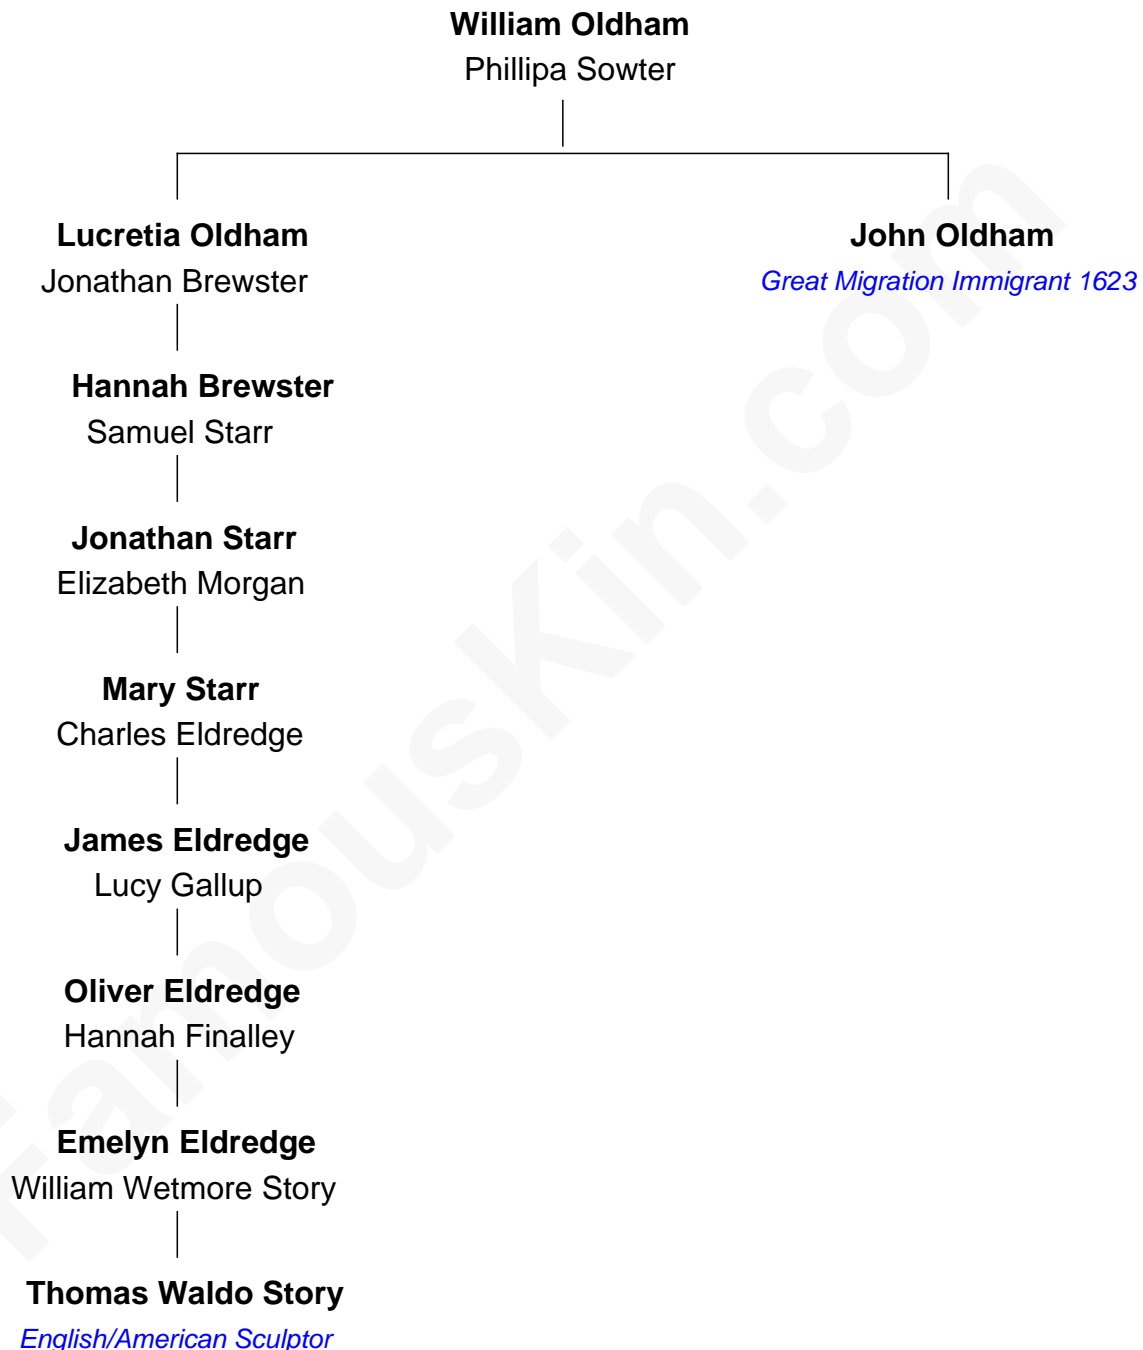 William Oldham
Phillipa Sowter
Lucretia Oldham
Jonathan Brewster
John Oldham
Great Migration Immigrant 1623
Hannah Brewster
Samuel Starr
Jonathan Starr
Elizabeth Morgan
Mary Starr
Charles Eldredge
James Eldredge
Lucy Gallup
Oliver Eldredge
Hannah Finalley
Emelyn Eldredge
William Wetmore Story
Thomas Waldo Story
English/American Sculptor
FamousKin.com